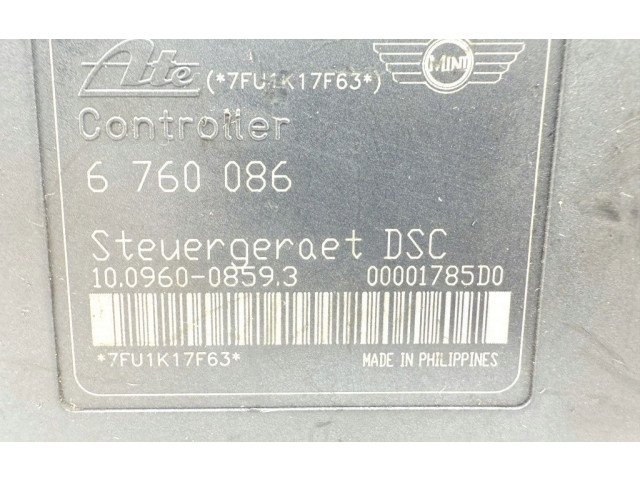 Ate (*7FU1K17F63*) MINI
Controller
6 760 086
Steuergeraet DSC
10.0960-0859.3 00001785D0
*7FU1K17F63* MADE IN PHILIPPINES